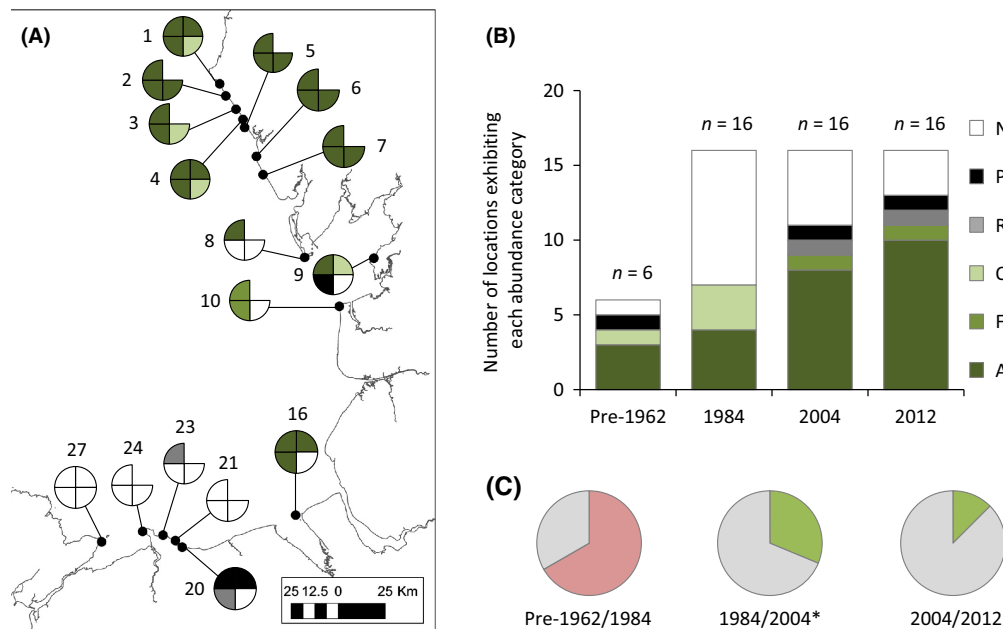 (A)
1
2
3
4
5
6
7
8
9
10
16
27
24
23
21
20
25 12.5 0 25 Km
(B)
Number of locations exhibiting
each abundance category
20
15
10
5
0
n = 6
n = 16
n = 16
n = 16
Pre-1962
1984
2004
2012
N
P
R
F
A
(C)
Pre-1962/1984
1984/2004*
2004/2012